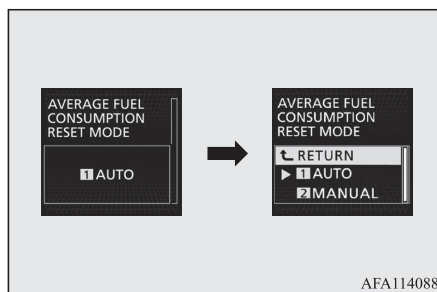 AVERAGE FUEL
CONSUMPTION
RESET MODE
1 AUTO
AVERAGE FUEL
CONSUMPTION
RESET MODE
RETURN
1 AUTO
2 MANUAL
AFA114088